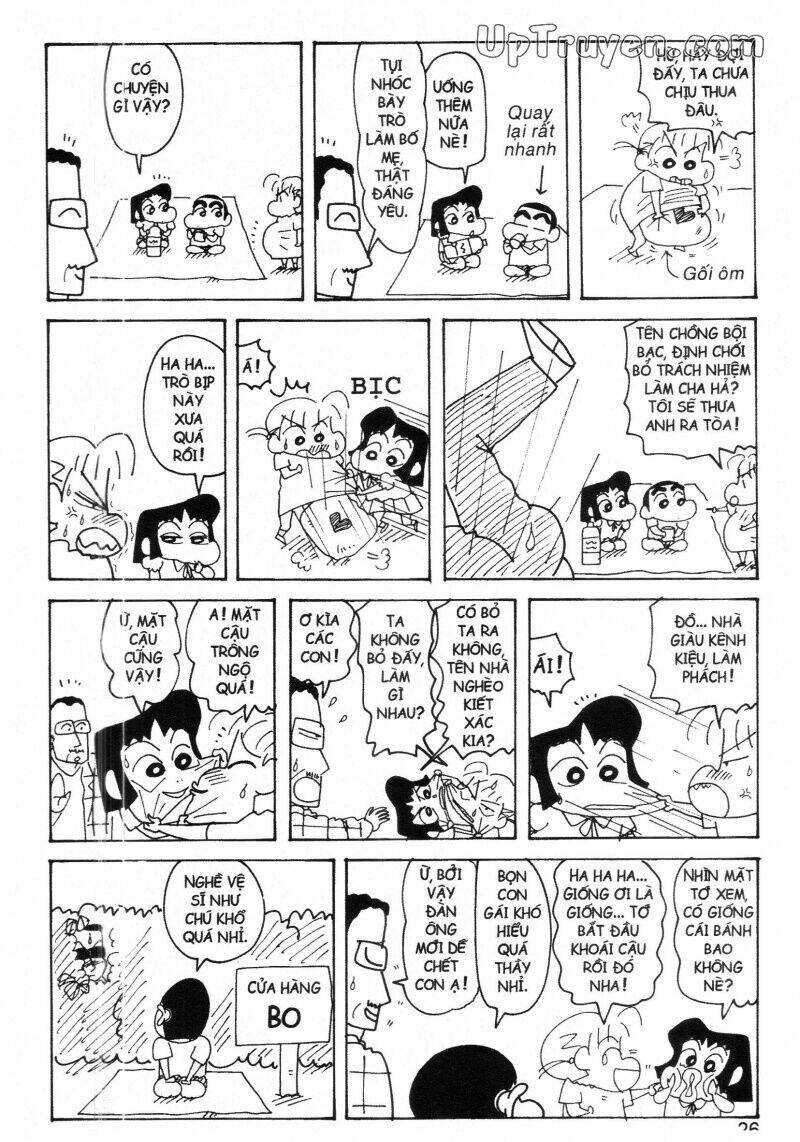 UpTruyen.com
CÓ
CHUYỆN
GÌ VẬY?
TỤI
NHÓC
BÀY TRÒ
LÀM BỐ
MẸ,
THẬT
ĐÁNG
YÊU.
UỐNG
THÊM
NỮA
NÈ!
Quay
lại rất
nhanh
HỜ, HÃY ĐỢI
ĐẤY, TA CHƯA
CHỊU THUA
ĐÂU.
Gối ôm
HA HA...
TRÒ BỊP
NÀY
XƯA
QUÁ
RỒI!
Á!
BỊC
TÊN CHỒNG BỘI
BẠC, ĐỊNH CHỐI
BỎ TRÁCH NHIỆM
LÀM CHA HẢ?
TÔI SẼ THƯA
ANH RA TÒA!
Ừ, MẶT
CẬU
CŨNG
VẬY!
A! MẶT
CẬU
TRÔNG
NGỘ
QUÁ!
Ơ KÌA
CÁC
CON!
TA
KHÔNG
BỎ ĐẤY,
LÀM
GÌ
NHAU?
CÓ BỎ
TA RA
KHÔNG,
TÊN NHÀ
NGHÈO
KIẾT
XÁC
KIA?
ÁI!
ĐỒ... NHÀ
GIÀU KÊNH
KIỆU, LÀM
PHÁCH!
NGHỀ VỆ
SĨ NHƯ
CHÚ KHỔ
QUÁ NHỈ.
CỬA HÀNG
BO
Ừ, BỞI
VẬY
ĐÀN
ÔNG
MỚI DỄ
CHẾT
CON Ạ!
BỌN
CON
GÁI KHÓ
HIỂU
QUÁ
THẦY
NHỈ.
HA HA HA...
GIỐNG ƠI LÀ
GIỐNG... TỚ
BẮT ĐẦU
KHOÁI CẬU
RỒI ĐÓ
NHA!
NHÌN MẶT
TỚ XEM,
CÓ GIỐNG
CÁI BÁNH
BAO
KHÔNG
NÈ?
26